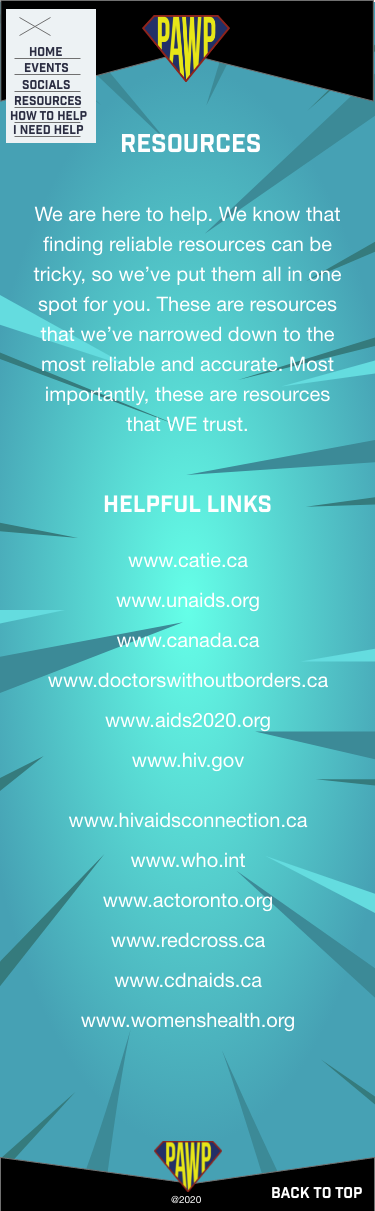 PAWP
HOME
EVENTS
SOCIALS
RESOURCES
HOW TO HELP
I NEED HELP
RESOURCES
We are here to help. We know that
finding reliable resources can be
tricky, so we’ve put them all in one
spot for you. These are resources
that we’ve narrowed down to the
most reliable and accurate. Most
importantly, these are resources
that WE trust.
HELPFUL LINKS
www.catie.ca
www.unaids.org
www.canada.ca
www.doctorswithoutborders.ca
www.aids2020.org
www.hiv.gov
www.hivaidsconnection.ca
www.who.int
www.actoronto.org
www.redcross.ca
www.cdnaids.ca
www.womenshealth.org
PAWP
@2020
BACK TO TOP